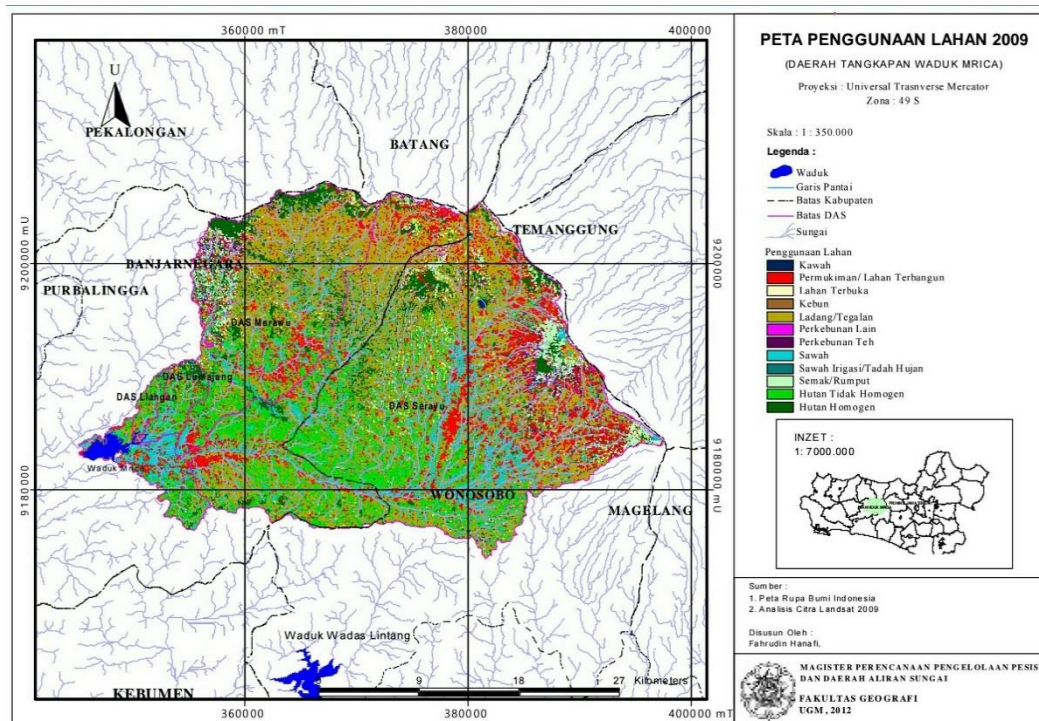 360000 mT
380000
400000
U
PEKALONGAN
BATANG
TEMANGGUNG
BANJARNEGARA
PURBALINGGA
9200000 mU
9200000
DAS Merawu
DAS Lumajang
DAS Llangan
DAS Serayu
Waduk Mrica
9180000
9180000 mU
WONOSOBO
MAGELANG
Waduk Wadas Lintang
9
18
27 Kilometers
KEBUMEN
360000
380000
400000 mT
PETA PENGGUNAAN LAHAN 2009
(DAERAH TANGKAPAN WADUK MRICA)
Proyeksi : Universal Trasnverse Mercator
Zona : 49 S
Skala : 1 : 350.000
Legenda :
Waduk
Garis Pantai
Batas Kabupaten
Batas DAS
Sungai
Penggunaan Lahan
Kawah
Permukiman/ Lahan Terbangun
Lahan Terbuka
Kebun
Ladang/Tegalan
Perkebunan Lain
Perkebunan Teh
Sawah
Sawah Irigasi/Tadah Hujan
Semak/Rumput
Hutan Tidak Homogen
Hutan Homogen
INZET :
1: 7000.000
Sumber :
1. Peta Rupa Bumi Indonesia
2. Analisis Citra Landsat 2009
Disusun Oleh :
Fahrudin Hanafi,
MAGISTER PERENCANAAN PENGELOLAAN PESIS
DAN DAERAH ALIRAN SUNGAI
FAKULTAS GEOGRAFI
UGM , 2012